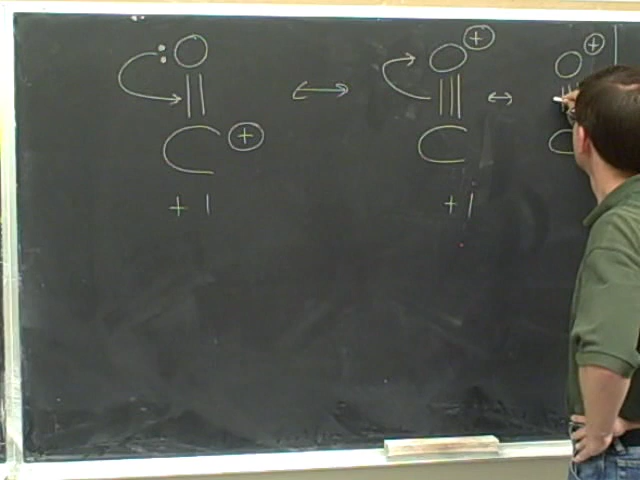 :O ↔ O⊕ ↔ O⊕
C⊕ C C
+1 +1